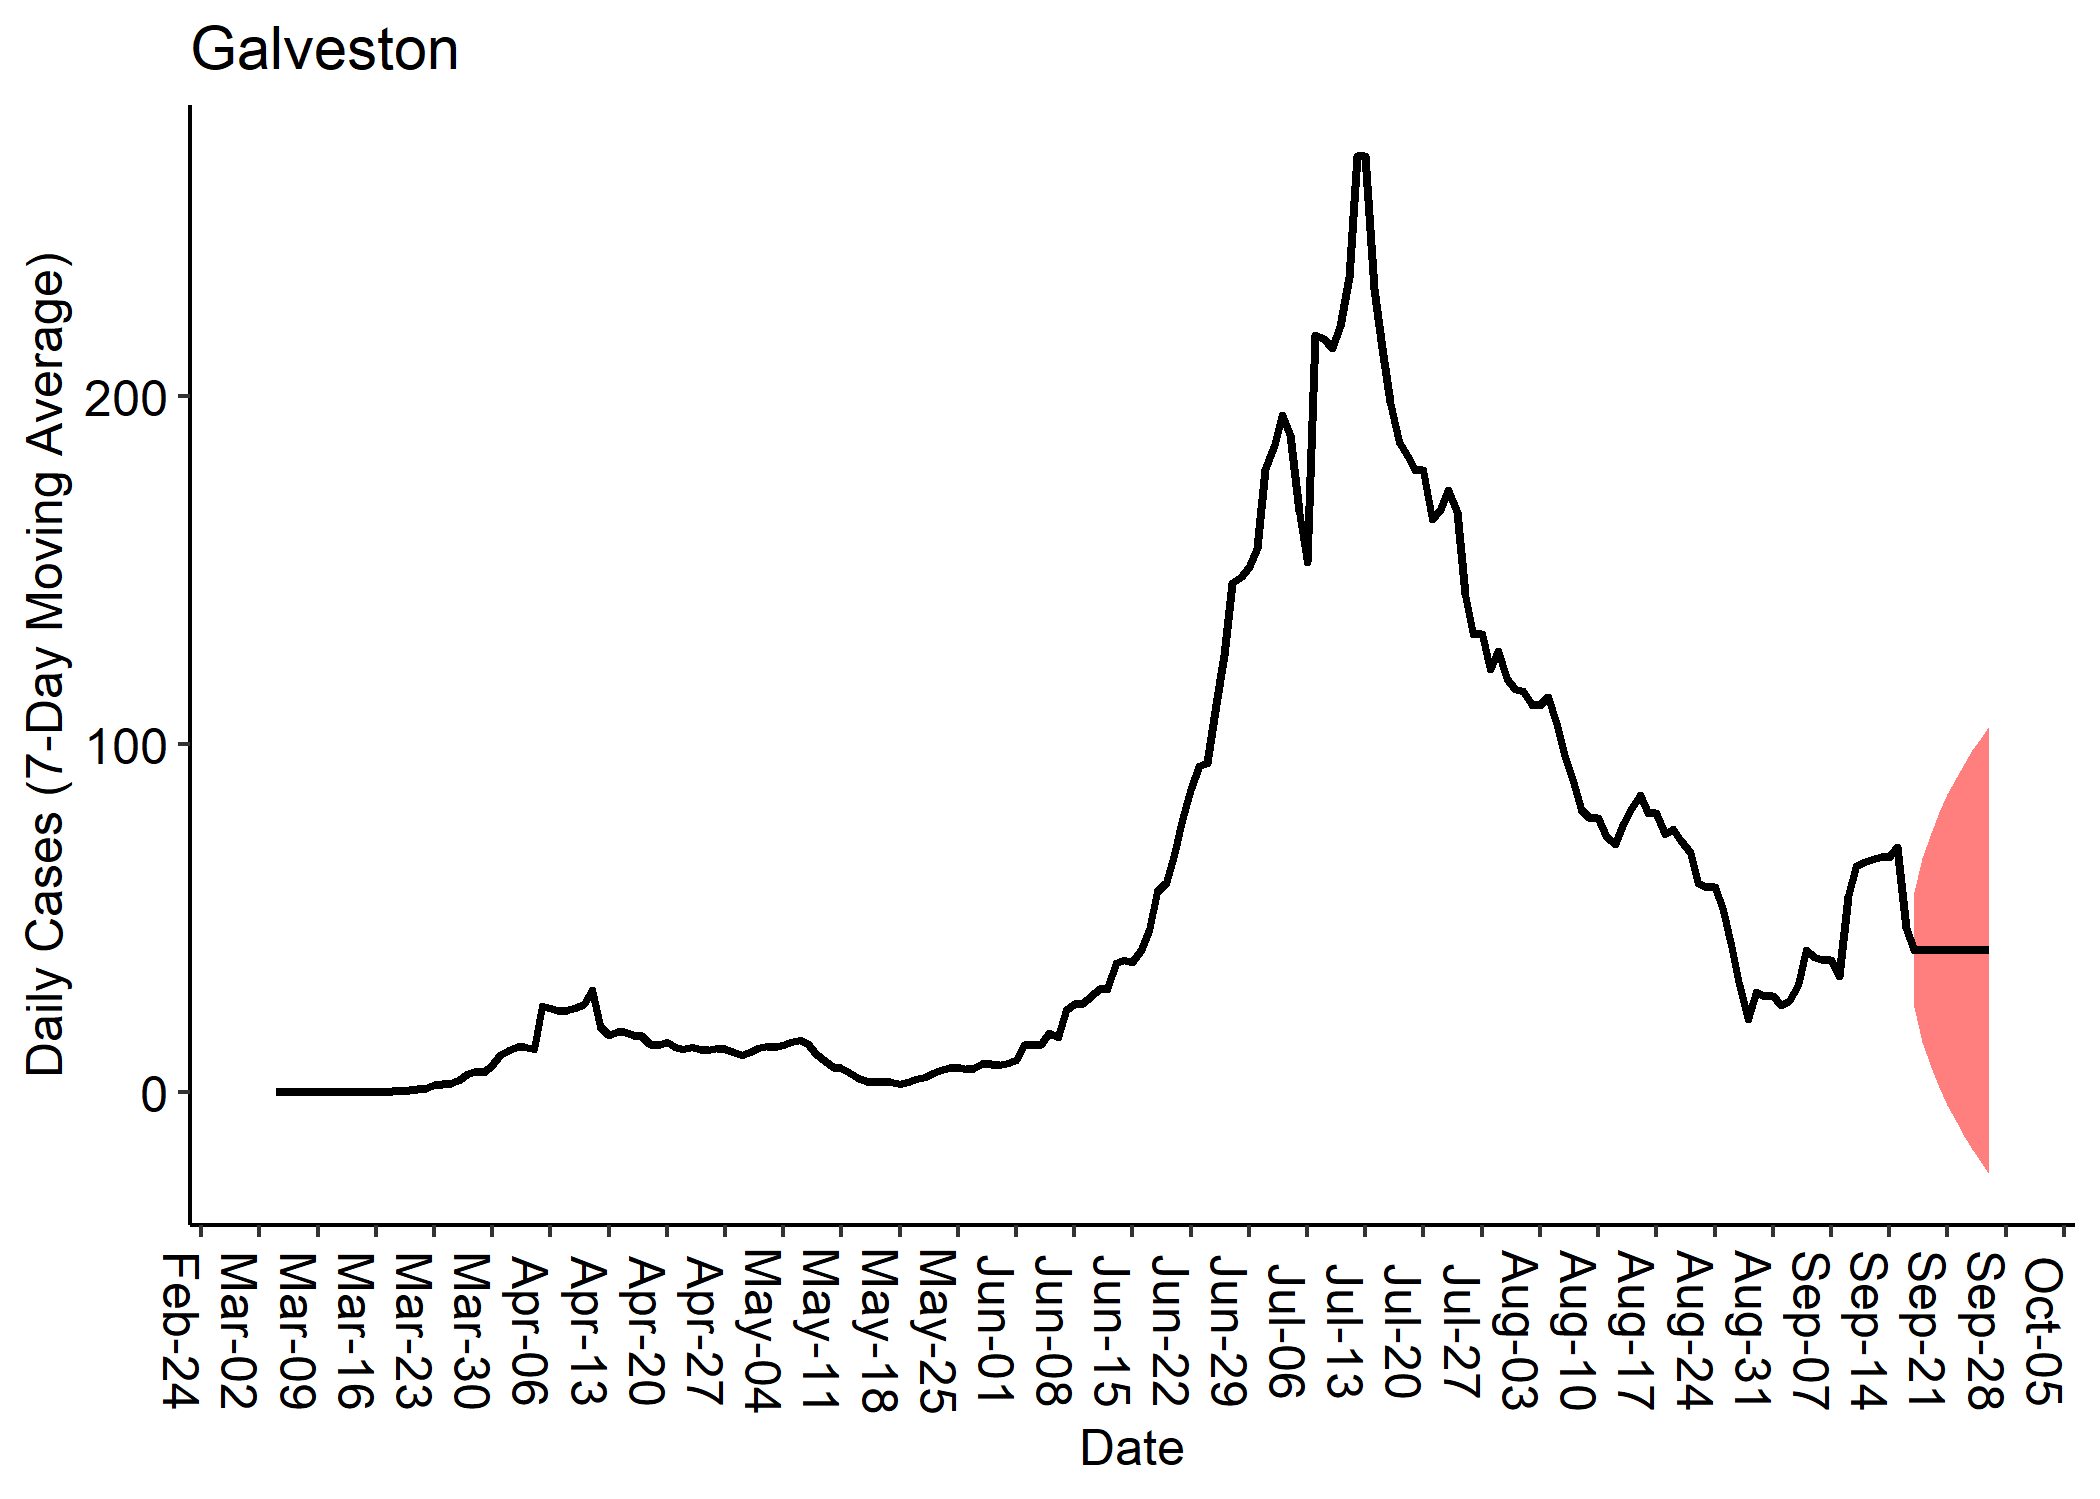 Galveston
Daily Cases (7-Day Moving Average)
200
100
0
Feb-24
Mar-02
Mar-09
Mar-16
Mar-23
Mar-30
Apr-06
Apr-13
Apr-20
Apr-27
May-04
May-11
May-18
May-25
Jun-01
Jun-08
Jun-15
Jun-22
Jun-29
Jul-06
Jul-13
Jul-20
Jul-27
Aug-03
Aug-10
Aug-17
Aug-24
Aug-31
Sep-07
Sep-14
Sep-21
Sep-28
Oct-05
Date